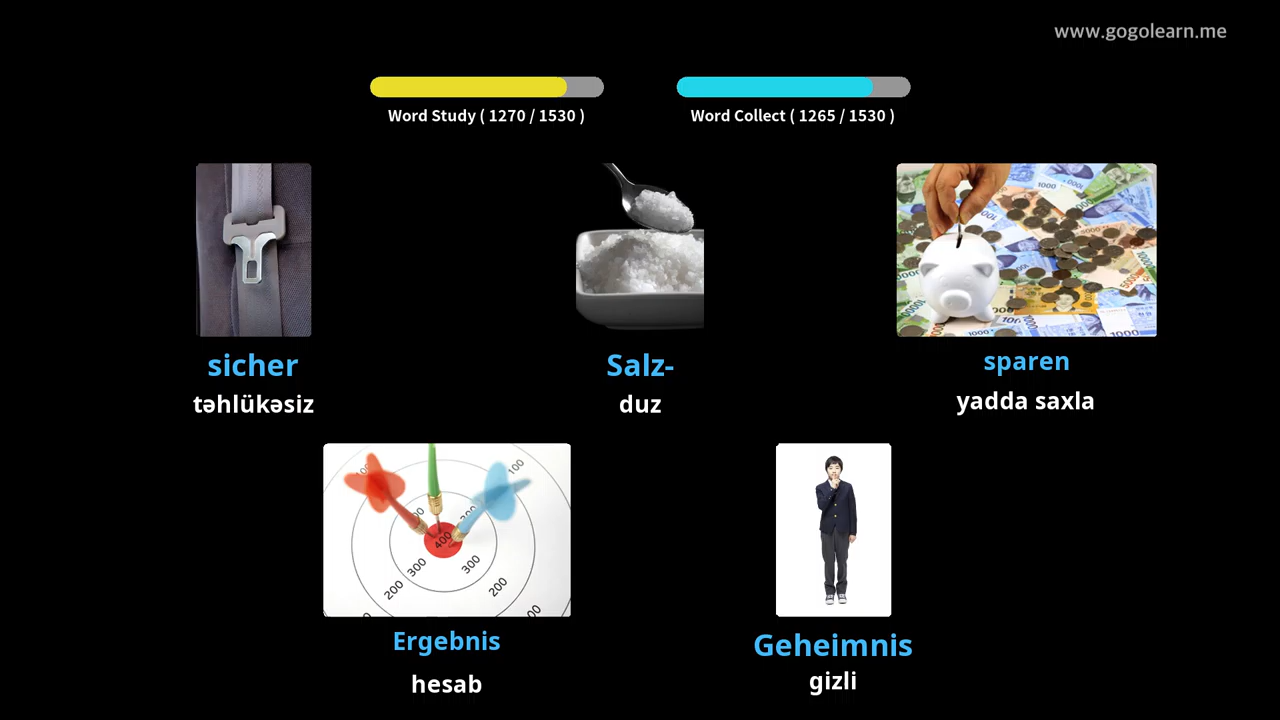 www.gogolearn.me
Word Study ( 1270 / 1530 )
Word Collect ( 1265 / 1530 )
sicher
təhlükəsiz
Salz-
duz
sparen
yadda saxla
Ergebnis
hesab
Geheimnis
gizli